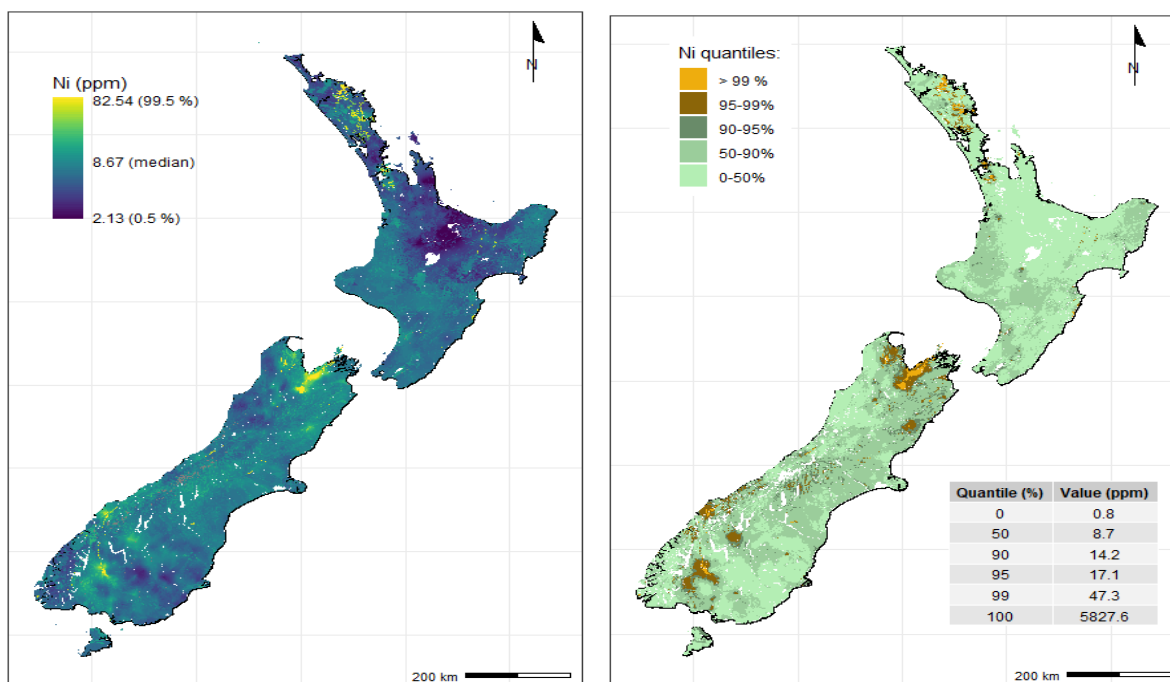 N
Ni (ppm)
82.54 (99.5 %)
8.67 (median)
2.13 (0.5 %)
200 km
Ni quantiles:
> 99 %
95-99%
90-95%
50-90%
0-50%
N
Quantile (%) Value (ppm)
0 0.8
50 8.7
90 14.2
95 17.1
99 47.3
100 5827.6
200 km